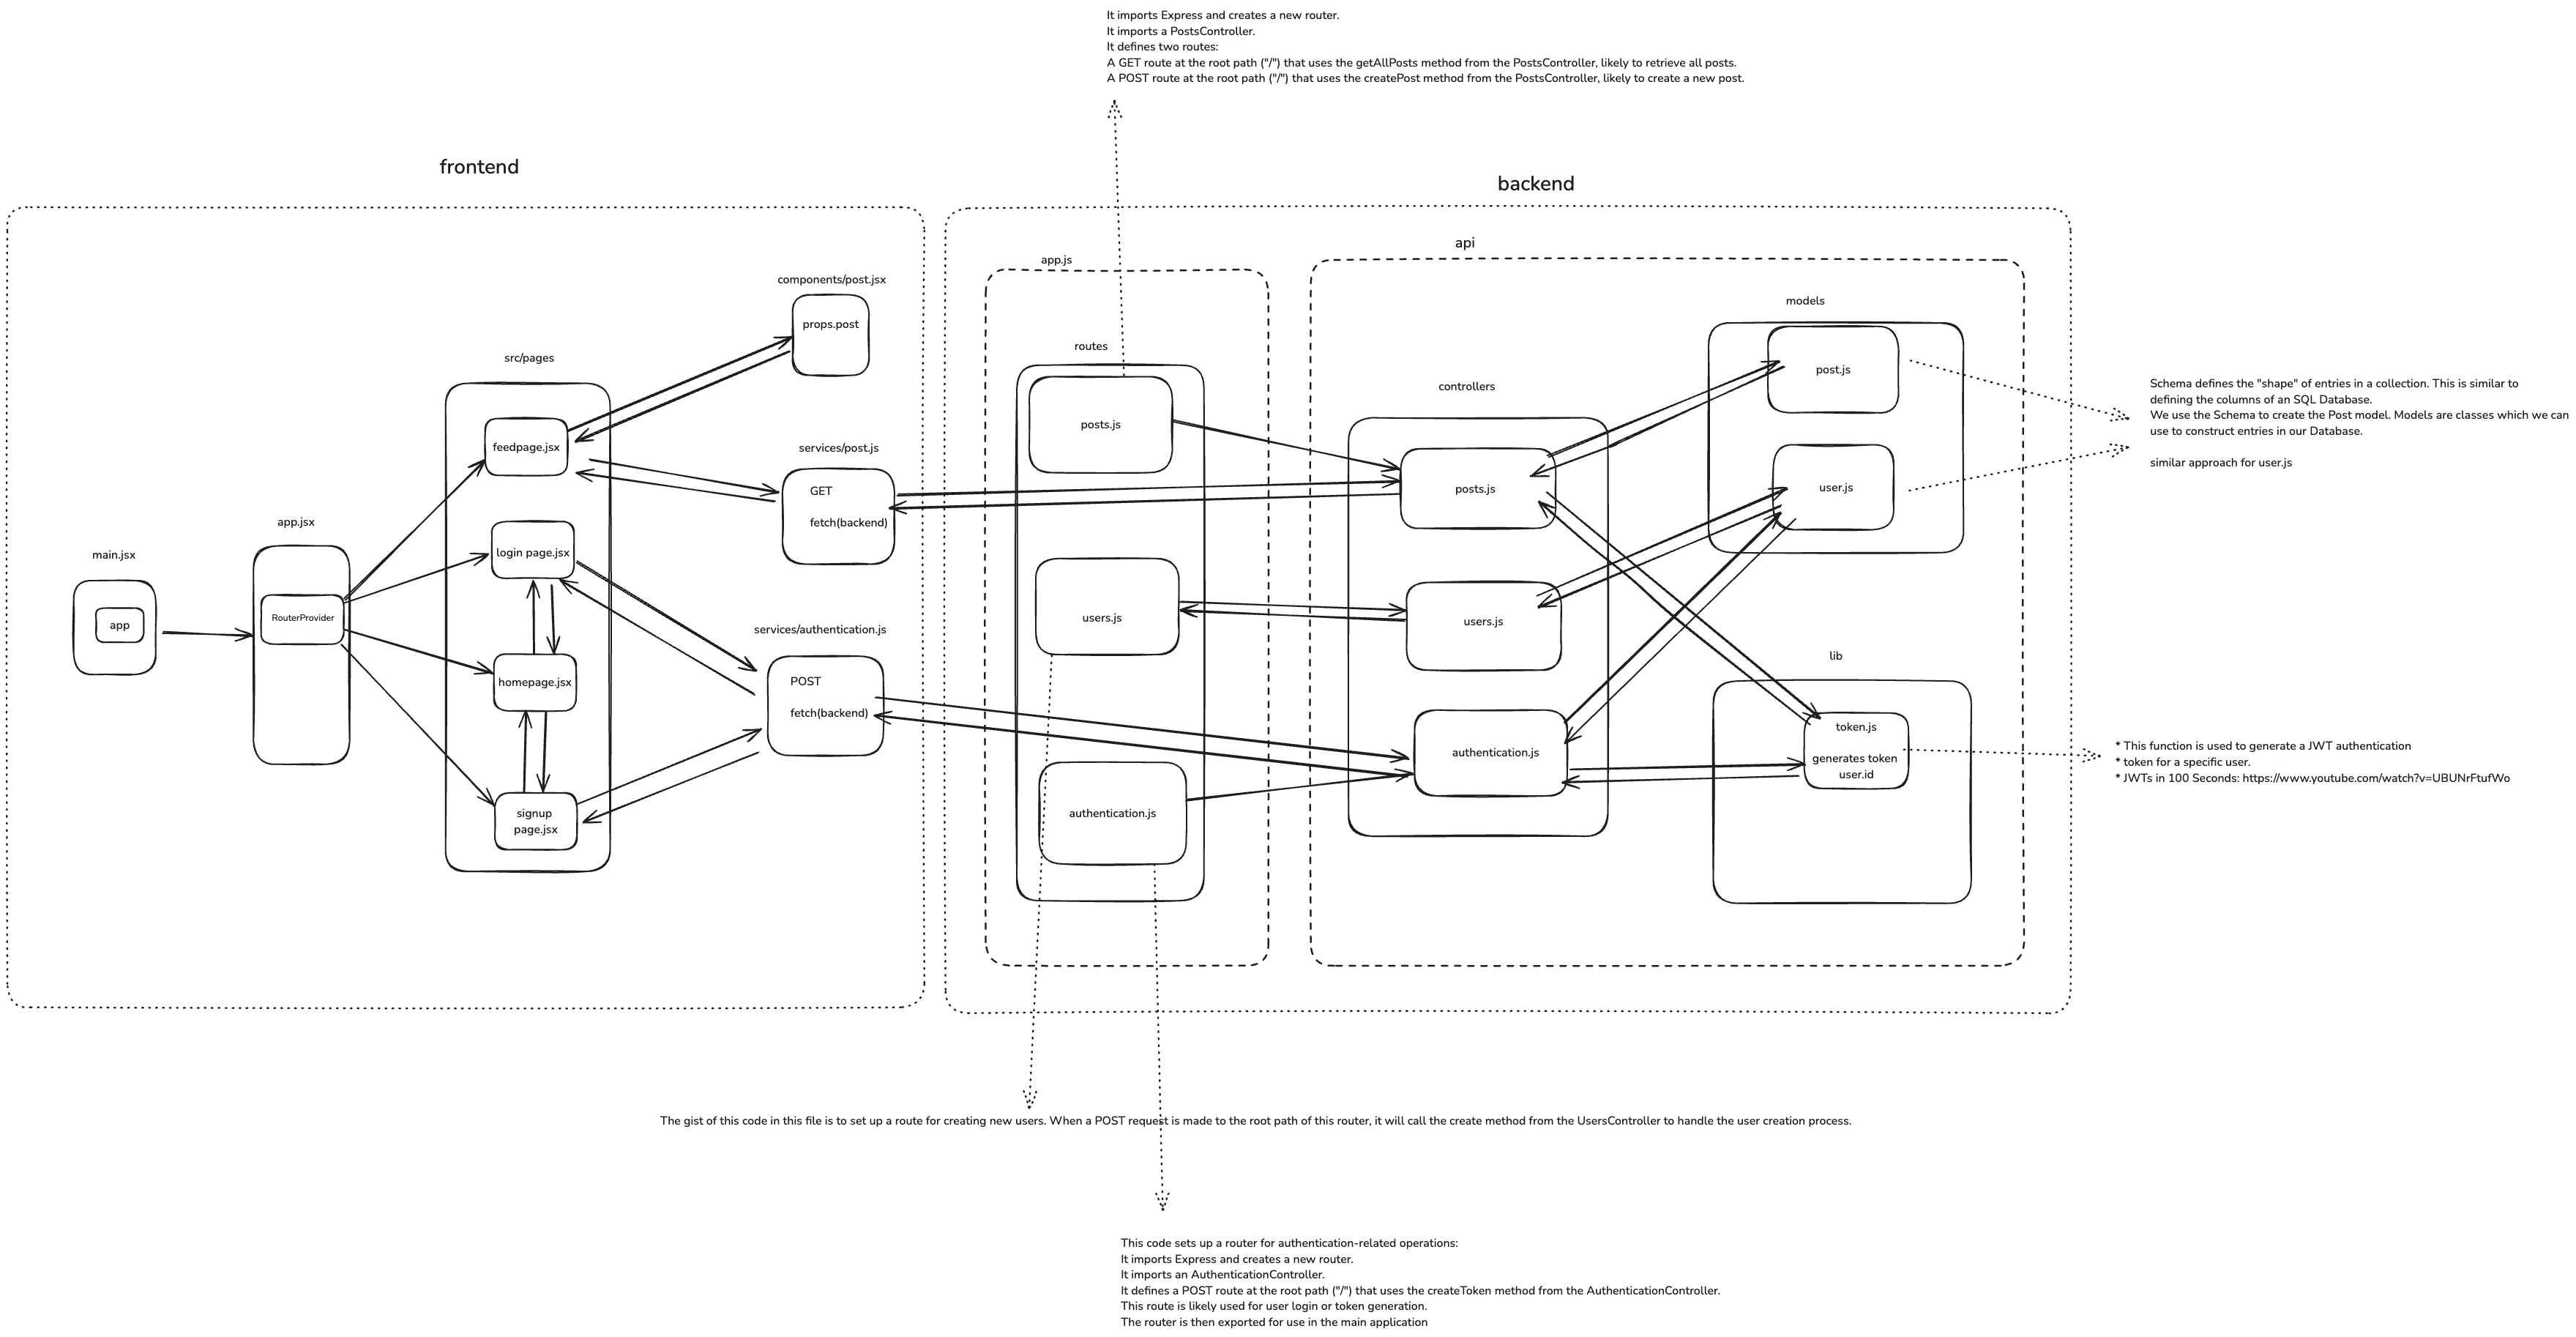 It imports Express and creates a new router.
It imports a PostsController.
It defines two routes:
A GET route at the root path ("/") that uses the getAllPosts method from the PostsController, likely to retrieve all posts.
A POST route at the root path ("/") that uses the createPost method from the PostsController, likely to create a new post.
frontend
main.jsx
app
app.jsx
RouterProvider
src/pages
feedpage.jsx
login page.jsx
homepage.jsx
signup
page.jsx
components/post.jsx
props.post
services/post.js
GET
fetch(backend)
services/authentication.js
POST
fetch(backend)
backend
app.js
routes
posts.js
users.js
authentication.js
api
controllers
posts.js
users.js
authentication.js
models
post.js
user.js
lib
token.js
generates token
user.id
Schema defines the "shape" of entries in a collection. This is similar to
defining the columns of an SQL Database.
We use the Schema to create the Post model. Models are classes which we can
use to construct entries in our Database.
similar approach for user.js
* This function is used to generate a JWT authentication
* token for a specific user.
* JWTs in 100 Seconds: https://www.youtube.com/watch?v=UBUNrFtufWo
The gist of this code in this file is to set up a route for creating new users. When a POST request is made to the root path of this router, it will call the create method from the UsersController to handle the user creation process.
This code sets up a router for authentication-related operations:
It imports Express and creates a new router.
It imports an AuthenticationController.
It defines a POST route at the root path ("/") that uses the createToken method from the AuthenticationController.
This route is likely used for user login or token generation.
The router is then exported for use in the main application